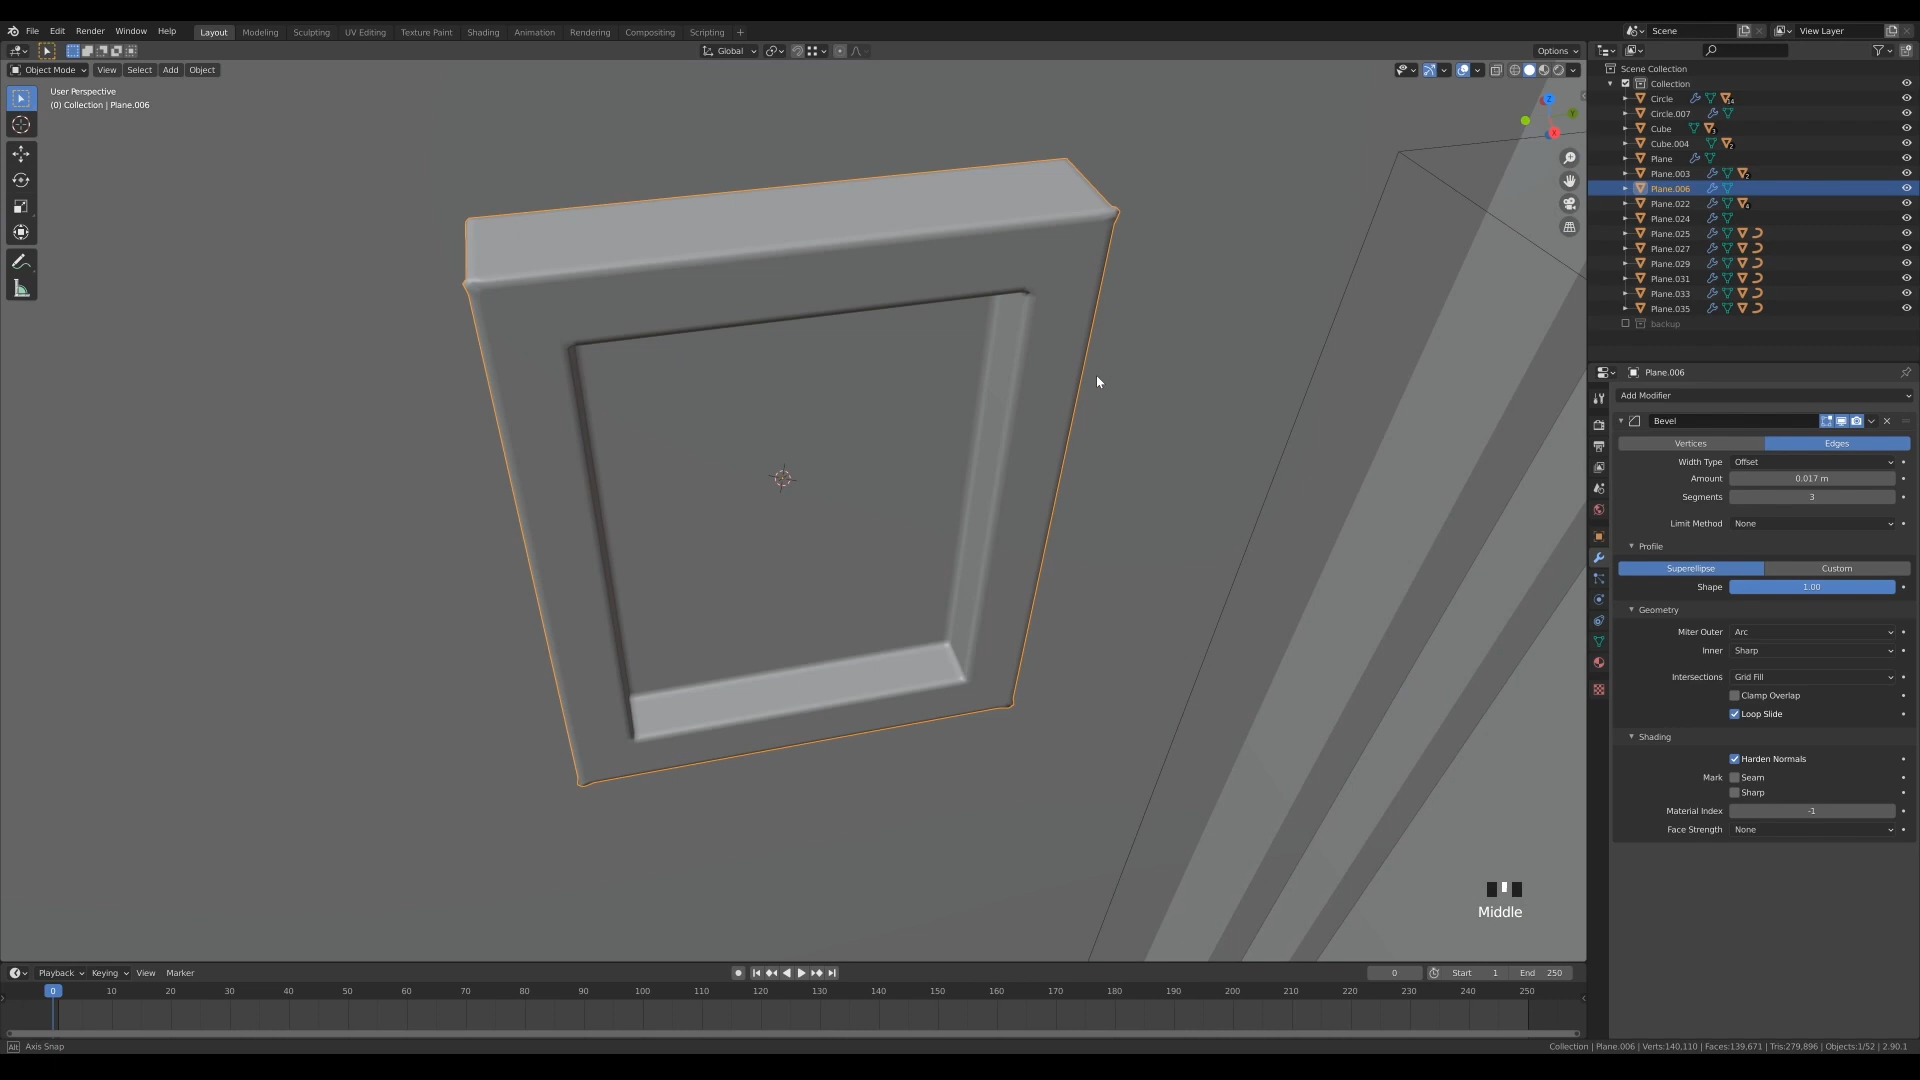 File Edit Render Window Help Layout Modeling Sculpting UV Editing Texture Paint Shading Animation Rendering Compositing Scripting + Scene View Layer
Global Options
Object Mode View Select Add Object
User Perspective
(0) Collection | Plane.006
Scene Collection
Collection
Circle 14
Circle.007
Cube 3
Cube.004 2
Plane
Plane.003 2
Plane.006
Plane.022 4
Plane.024
Plane.025
Plane.027
Plane.029
Plane.031
Plane.033
Plane.035
backup
Z
Y
X
Plane.006
Add Modifier
Bevel
Vertices Edges
Width Type Offset
Amount 0.017 m
Segments 3
Limit Method None
Profile
Superellipse Custom
Shape 1.00
Geometry
Miter Outer Arc
Inner Sharp
Intersections Grid Fill
Clamp Overlap
Loop Slide
Shading
Harden Normals
Mark Seam
Sharp
Material Index -1
Face Strength None
Middle
Playback Keying View Marker 0 Start 1 End 250
0 10 20 30 40 50 60 70 80 90 100 110 120 130 140 150 160 170 180 190 200 210 220 230 240 250
Alt Axis Snap
Collection | Plane.006 | Verts:140,110 | Faces:139,671 | Tris:279,896 | Objects:1/52 | 2.90.1